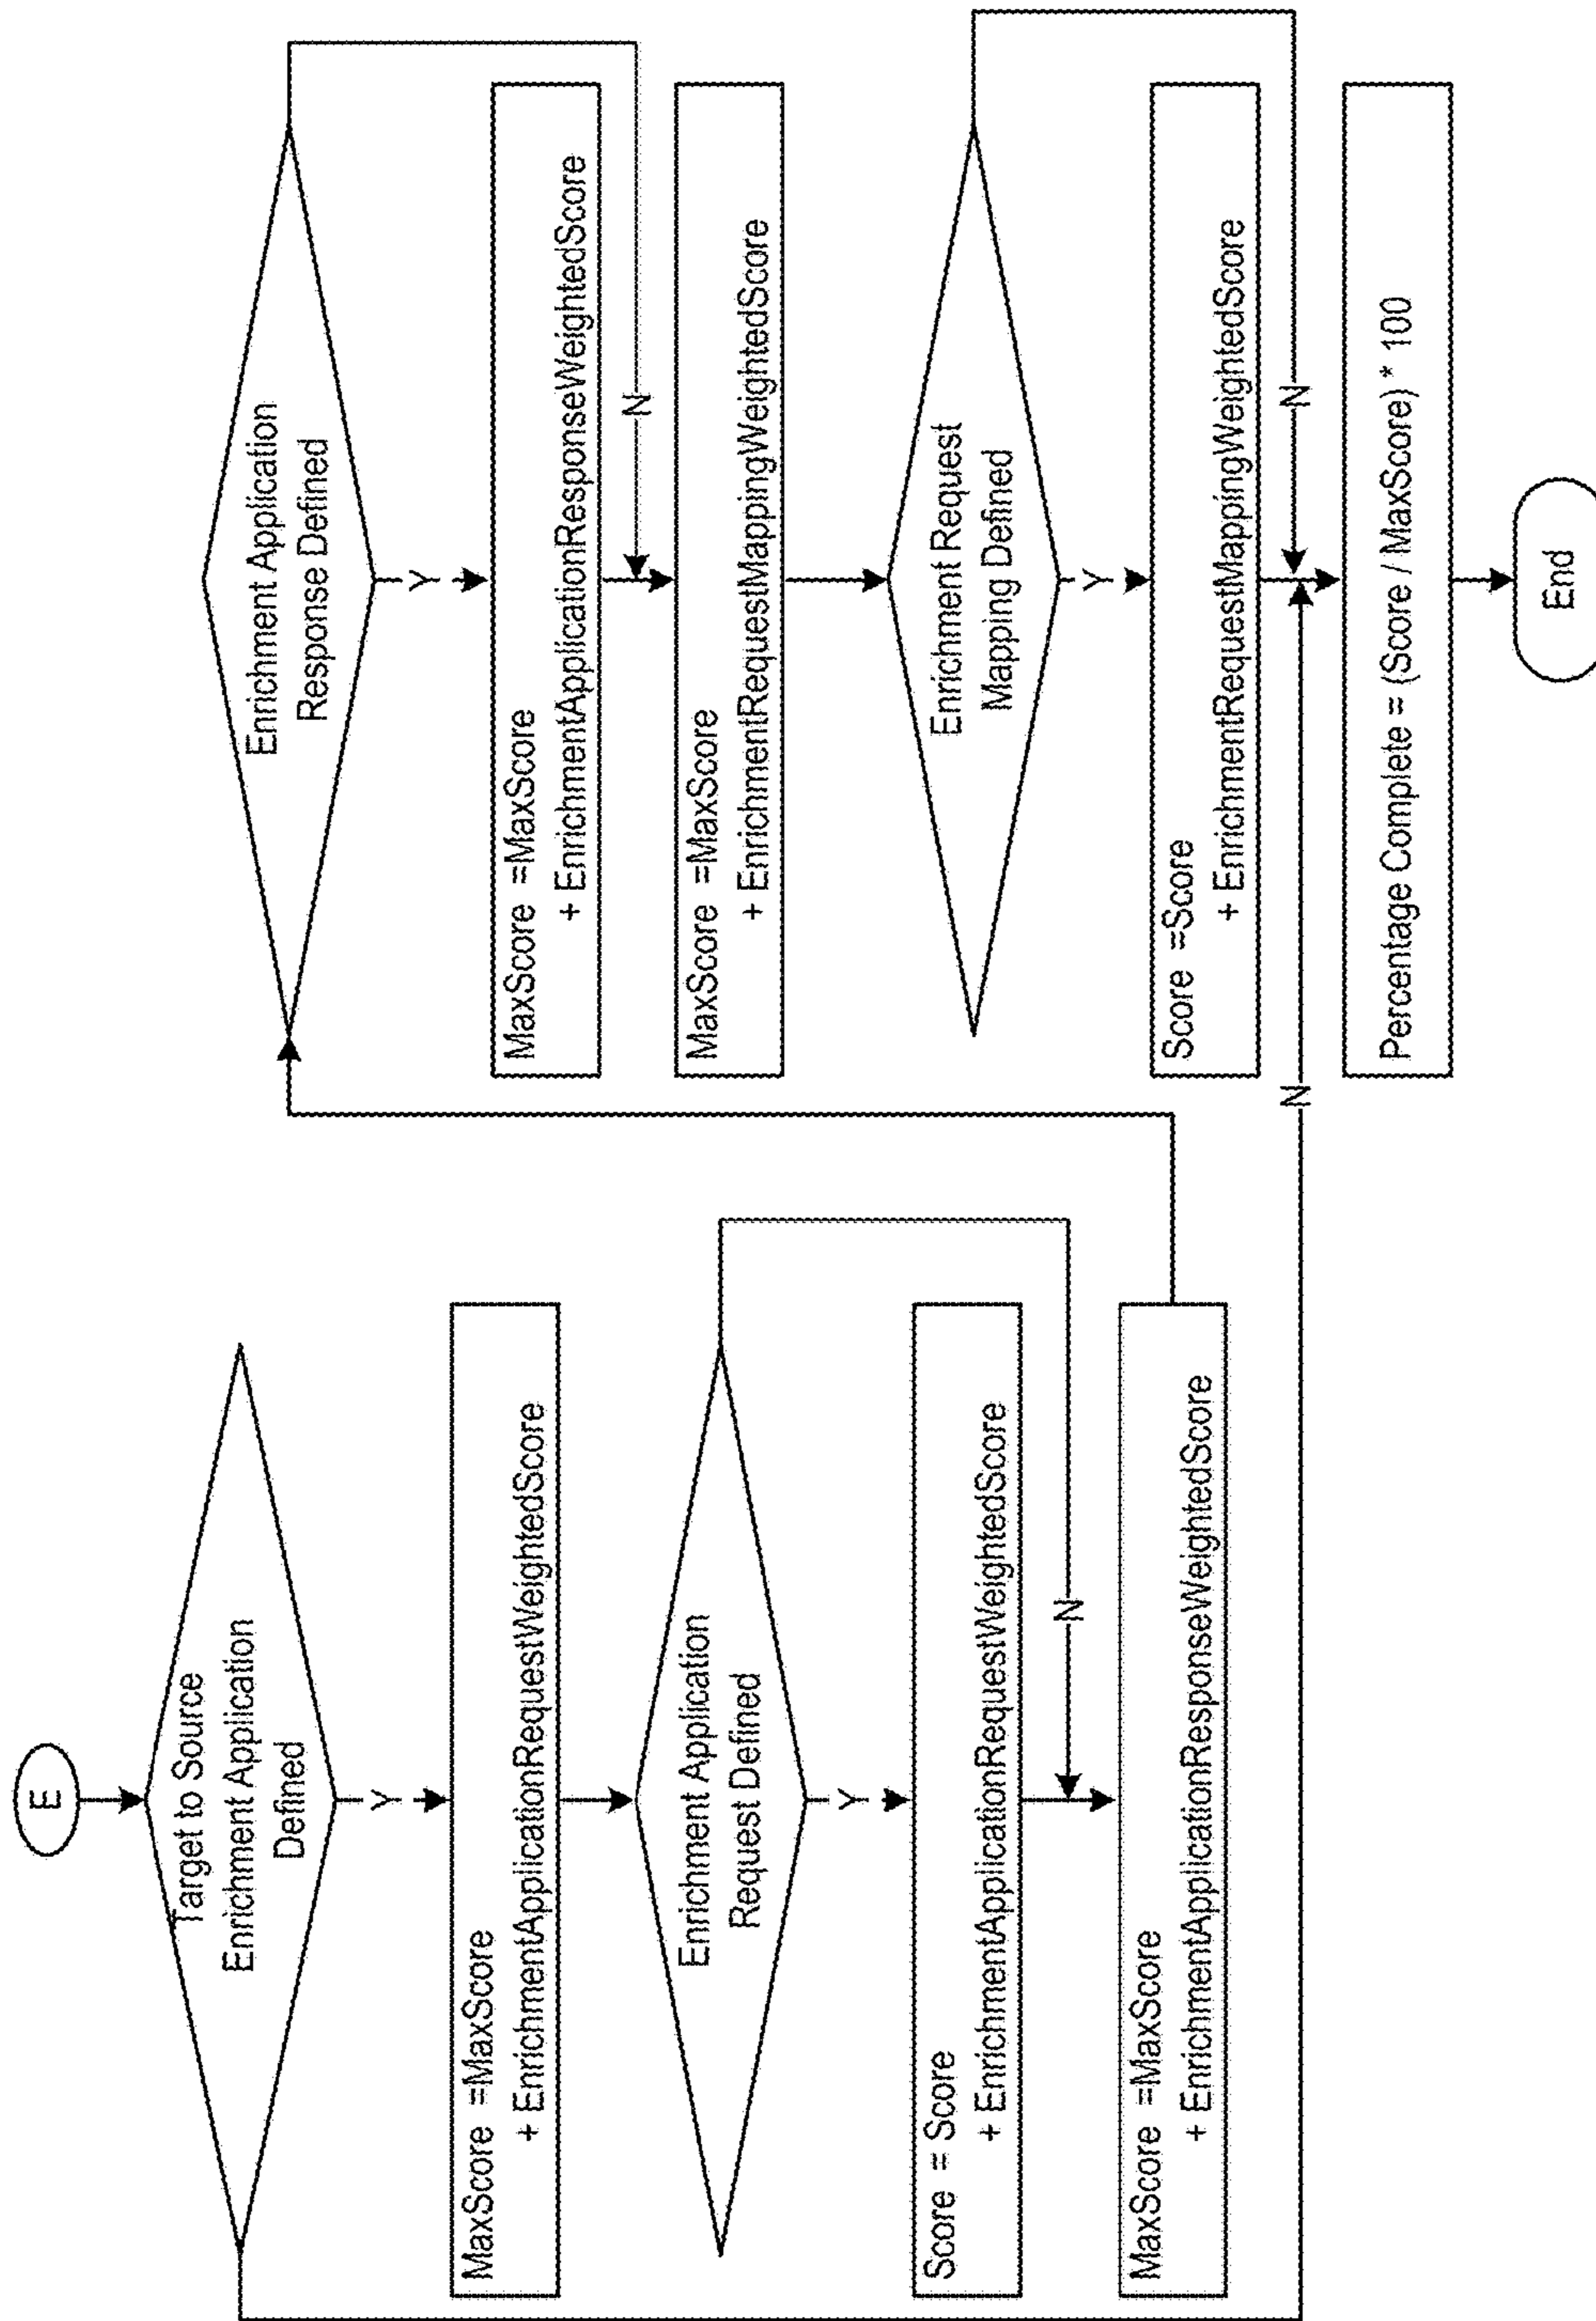 E
Target to Source
Enrichment Application
Defined
Y
MaxScore =MaxScore
+ EnrichmentApplicationRequestWeightedScore
Enrichment Application
Request Defined
Y
Score = Score
+ EnrichmentApplicationRequestWeightedScore
N
MaxScore =MaxScore
+ EnrichmentApplicationResponseWeightedScore
N
Enrichment Application
Response Defined
Y
MaxScore =MaxScore
+ EnrichmentApplicationResponseWeightedScore
N
MaxScore =MaxScore
+ EnrichmentRequestMappingWeightedScore
Enrichment Request
Mapping Defined
Y
Score =Score
+ EnrichmentRequestMappingWeightedScore
N
Percentage Complete = (Score / MaxScore) * 100
End